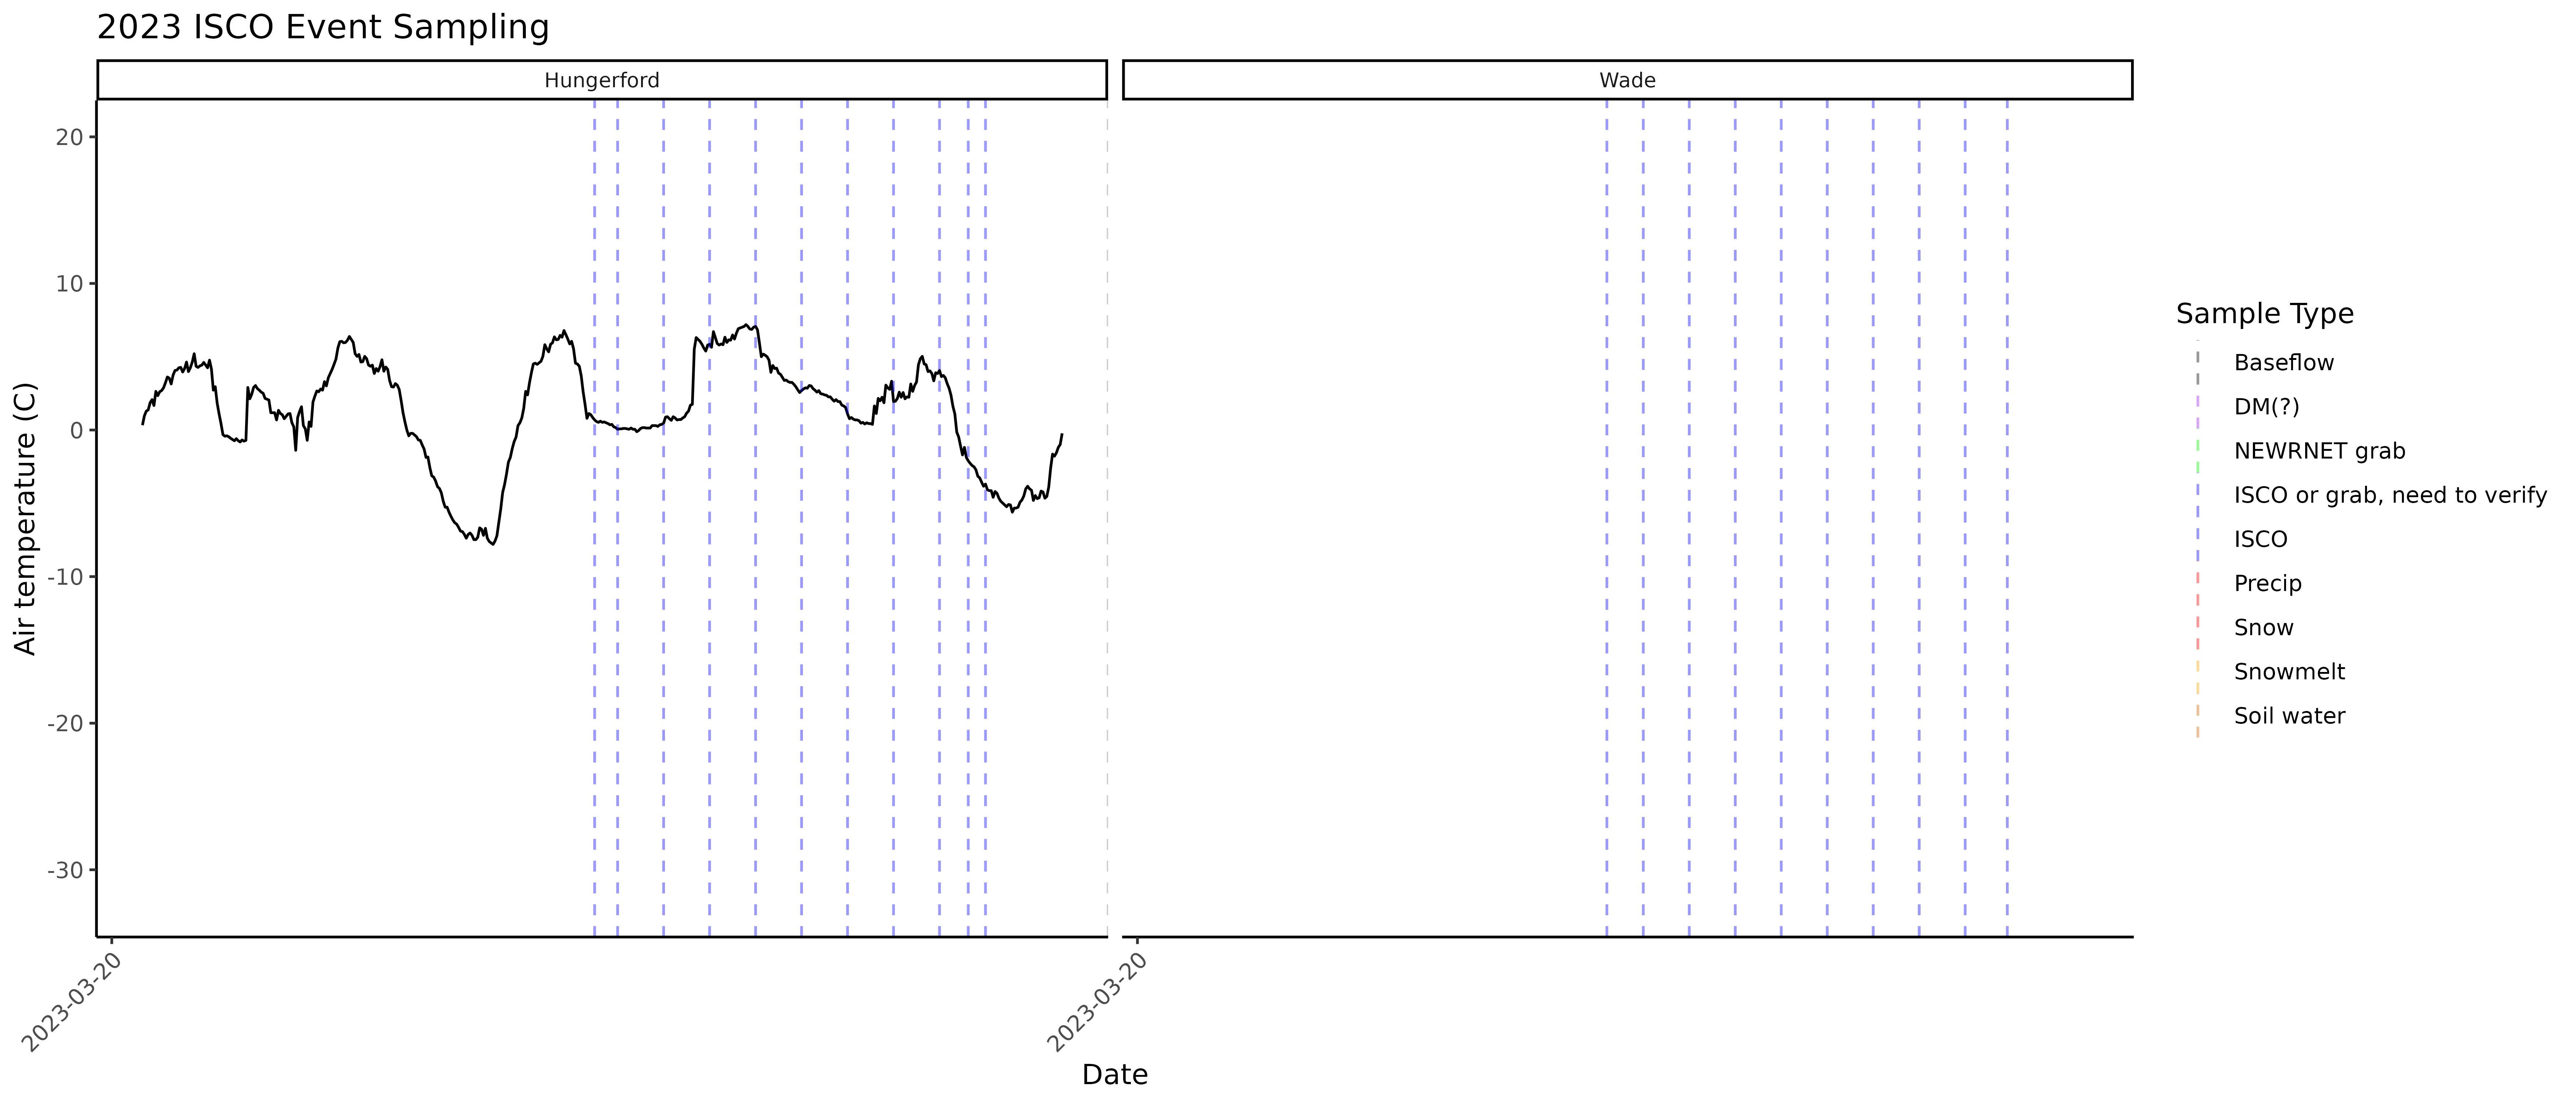 2023 ISCO Event Sampling
Hungerford
Wade
20
10
0
-10
-20
-30
Air temperature (C)
2023-03-20
2023-03-20
Date
Sample Type
Baseflow
DM(?)
NEWRNET grab
ISCO or grab, need to verify
ISCO
Precip
Snow
Snowmelt
Soil water